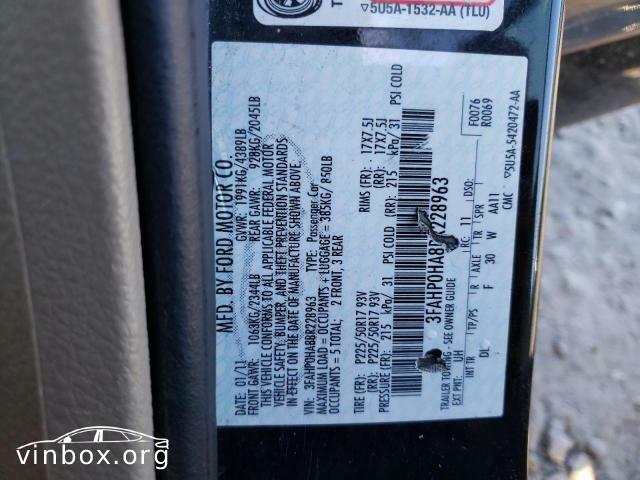 ▽5U5A-1532-AA (TLU)
MFD. BY FORD MOTOR CO.
DATE: 01/11 GVWR: 1991KG/4389LB
FRONT GAWR: 1063KG/2344LB REAR GAWR: 928KG/2045LB
THIS VEHICLE CONFORMS TO ALL APPLICABLE FEDERAL MOTOR
VEHICLE SAFETY, BUMPER, AND THEFT PREVENTION STANDARDS
IN EFFECT ON THE DATE OF MANUFACTURE SHOWN ABOVE.
VIN: 3FAHP0HA8BR228963 TYPE: Passenger Car
MAXIMUM LOAD = OCCUPANTS + LUGGAGE = 385KG/ 850LB
OCCUPANTS = 5 TOTAL; 2 FRONT, 3 REAR
TIRE (FR): P225/50R17 93V RIMS (FR): 17X7.5J
(RR): P225/50R17 93V (RR): 17X7.5J
PRESSURE (FR): 215 kPa/ 31 PSI COLD (RR): 215 kPa/ 31 PSI COLD
3FAHP0HA8BR228963
F0076
R0069
TRAILER TOWING - SEE OWNER GUIDE
EXT PNT: UH RC: 11 DSO:
INT TR TP/PS R AXLE TR SPR
DL F 30 W AA11
CMC ▽5U5A-5420472-AA
vinbox.org